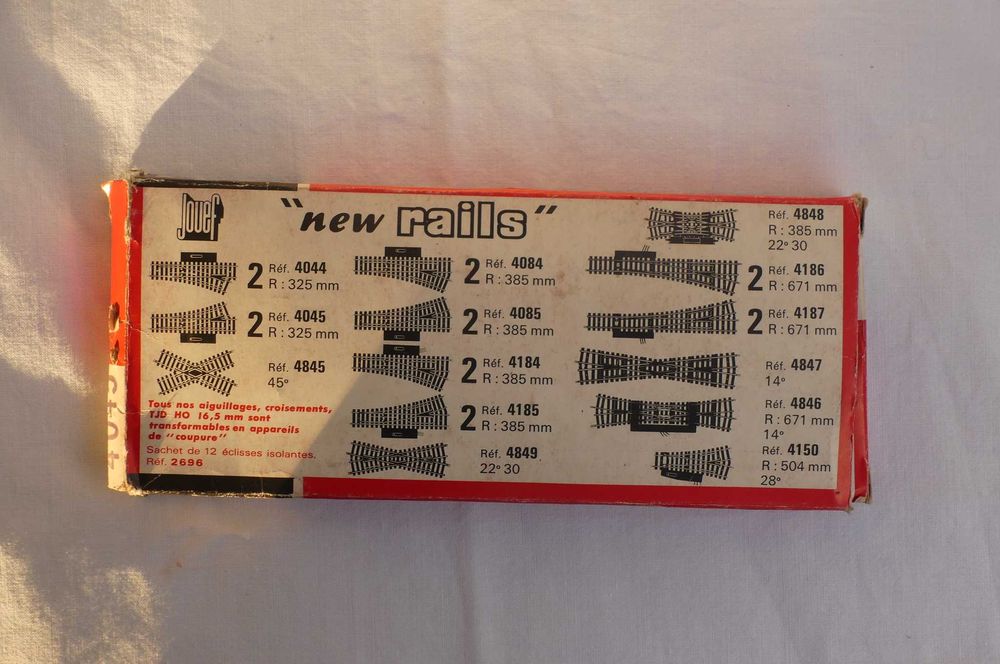 Jouef
"new rails"
2 Réf. 4044
R : 325 mm
2 Réf. 4045
R : 325 mm
Réf. 4845
45°
Tous nos aiguillages, croisements,
TJD HO 16,5 mm sont
transformables en appareils
de "coupure"
Sachet de 12 éclisses isolantes.
Réf. 2696
2 Réf. 4084
R : 385 mm
2 Réf. 4085
R : 385 mm
2 Réf. 4184
R : 385 mm
2 Réf. 4185
R : 385 mm
Réf. 4849
22° 30
Réf. 4848
R : 385 mm
22° 30
2 Réf. 4186
R : 671 mm
2 Réf. 4187
R : 671 mm
Réf. 4847
14°
Réf. 4846
R : 671 mm
14°
Réf. 4150
R : 504 mm
28°